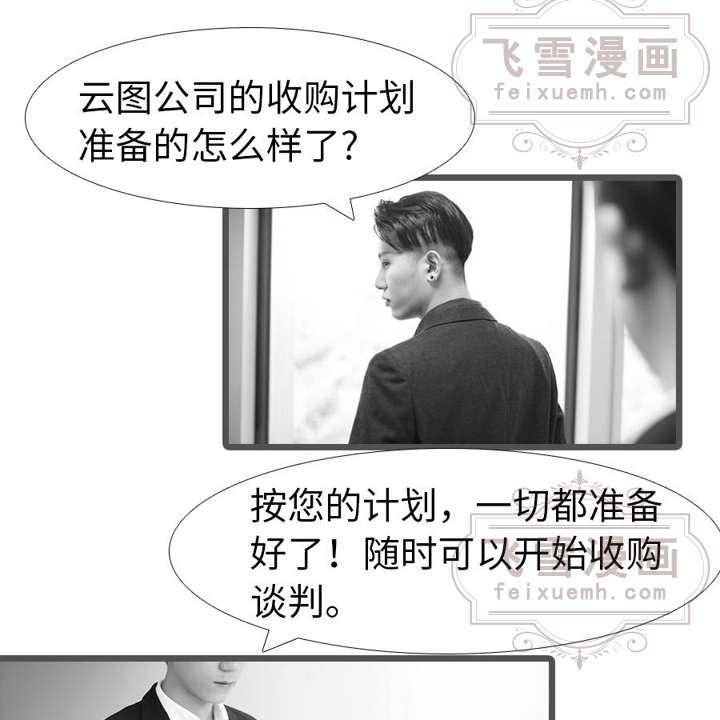 飞雪漫画
feixuemh.com
云图公司的收购计划
准备的怎么样了?
按您的计划，一切都准备
好了！随时可以开始收购
谈判。
飞雪漫画
feixuemh.com